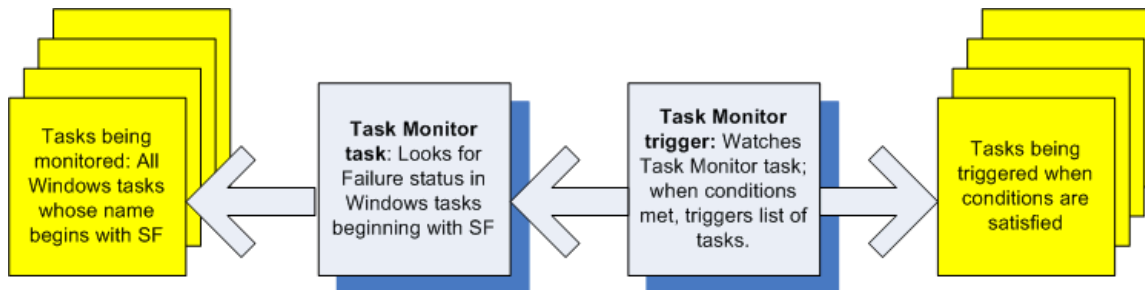 Tasks being
monitored: All
Windows tasks
whose name
begins with SF
Task Monitor
task: Looks for
Failure status in
Windows tasks
beginning with SF
Task Monitor
trigger: Watches
Task Monitor task;
when conditions
met, triggers list of
tasks.
Tasks being
triggered when
conditions are
satisfied